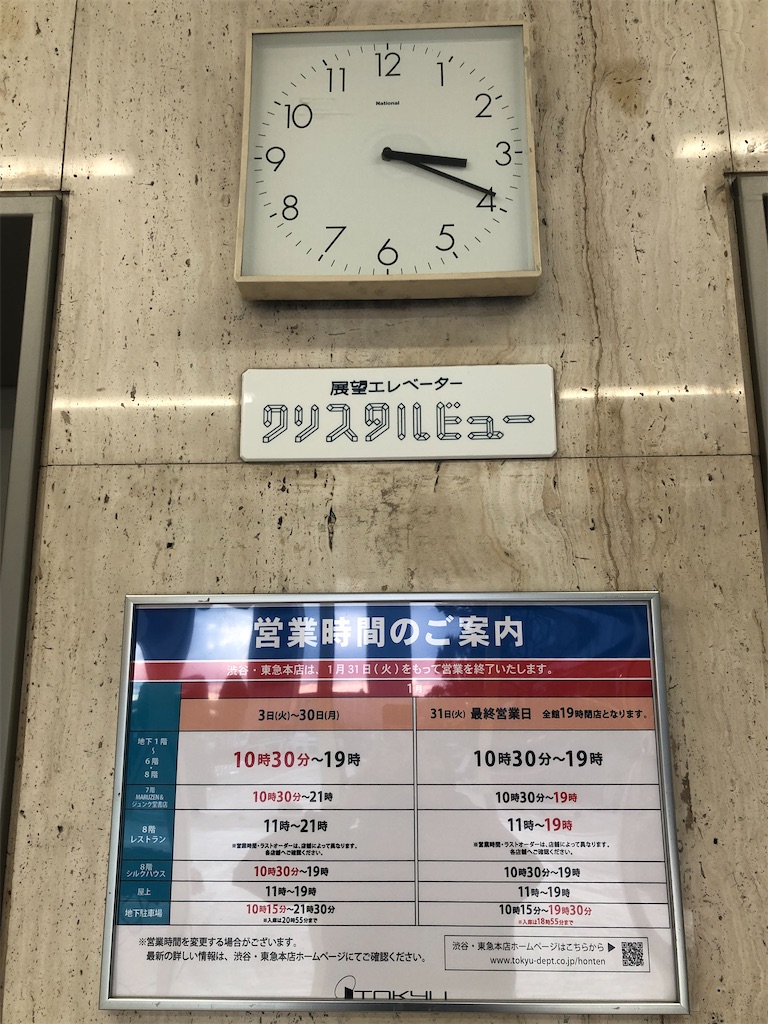 12
1
2
3
4
5
6
7
8
9
10
11
National
展望エレベーター
クリスタルビュー
営業時間のご案内
渋谷・東急本店は、1月31日(火)をもって営業を終了いたします。
1月
3日(火)～30日(月)
31日(火) 最終営業日 全館19時閉店となります。
地下1階
～
6階
・
8階
10時30分～19時
10時30分～19時
7階
MARUZEN&
ジュンク堂書店
10時30分～21時
10時30分～19時
8階
レストラン
11時～21時
※営業時間・ラストオーダーは、店舗によって異なります。
各店舗へご確認ください。
11時～19時
※営業時間・ラストオーダーは、店舗によって異なります。
各店舗へご確認ください。
8階
シルクハウス
10時30分～19時
10時30分～19時
屋上
11時～19時
11時～19時
地下駐車場
10時15分～21時30分
※入庫は20時55分まで
10時15分～19時30分
※入庫は18時55分まで
※営業時間を変更する場合がございます。
最新の詳しい情報は、渋谷・東急本店ホームページにてご確認ください。
渋谷・東急本店ホームページはこちらから▶
www.tokyu-dept.co.jp/honten
TOKYU